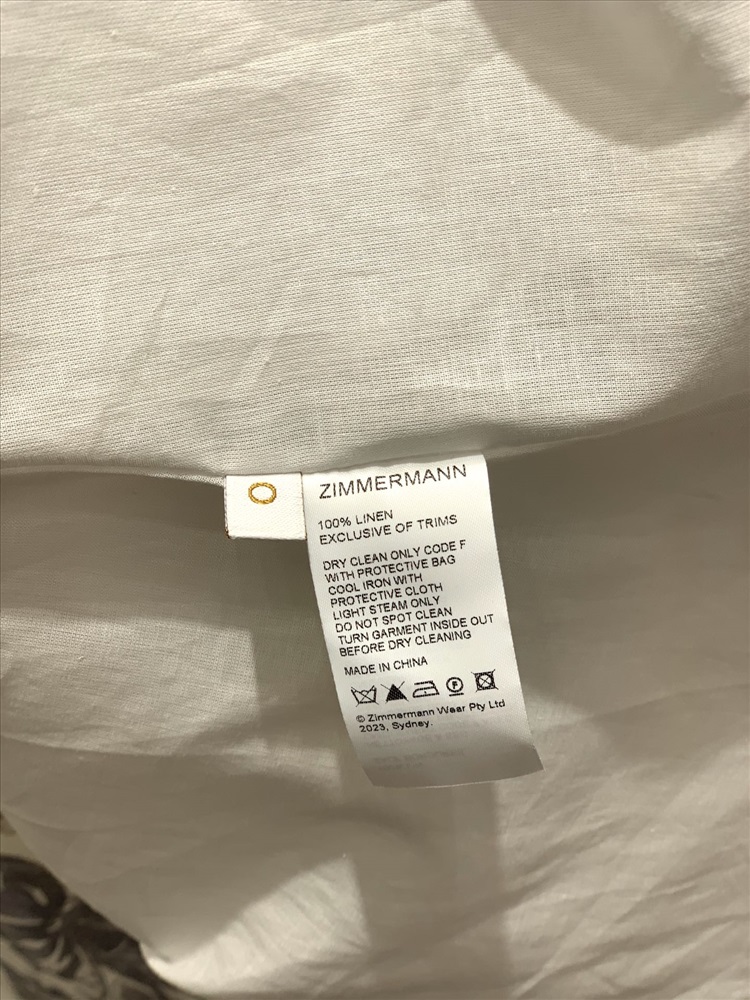 0
ZIMMERMANN
100% LINEN
EXCLUSIVE OF TRIMS
DRY CLEAN ONLY CODE F
WITH PROTECTIVE BAG
COOL IRON WITH
PROTECTIVE CLOTH
LIGHT STEAM ONLY
DO NOT SPOT CLEAN
TURN GARMENT INSIDE OUT
BEFORE DRY CLEANING
MADE IN CHINA
F
© Zimmermann Wear Pty Ltd
2023, Sydney.